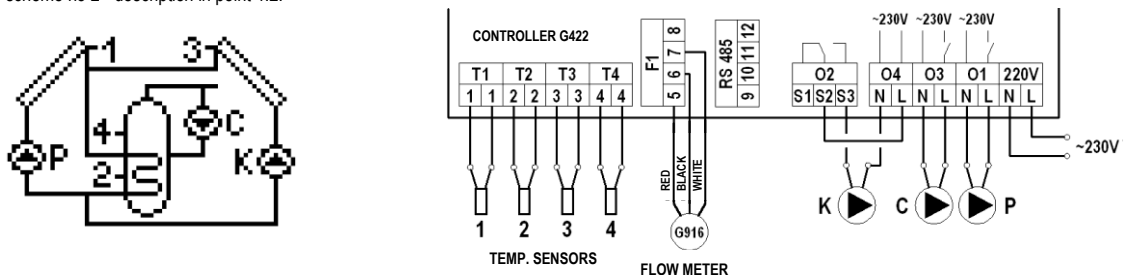 scheme no 2 - description in point
1 3
4 C
P K
2
CONTROLLER G422
T1 T2 T3 T4
1 1 2 2 3 3 4 4
F1
5 6 7 8
RS 485
9 10 11 12
~230V ~230V ~230V
O2 O4 O3 O1 220V
S1 S2 S3 N L N L N L N L
~230V
RED
BLACK
WHITE
K C P
1 2 3 4
G916
TEMP. SENSORS
FLOW METER